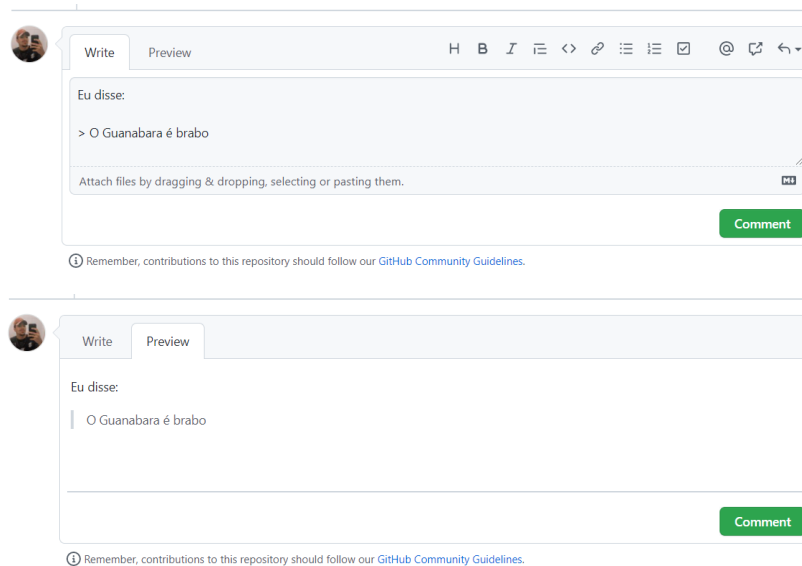 Write Preview H B I <>
Eu disse:
> O Guanabara é brabo
Attach files by dragging & dropping, selecting or pasting them. M↓
Comment
Remember, contributions to this repository should follow our GitHub Community Guidelines.
Write Preview
Eu disse:
O Guanabara é brabo
Comment
Remember, contributions to this repository should follow our GitHub Community Guidelines.